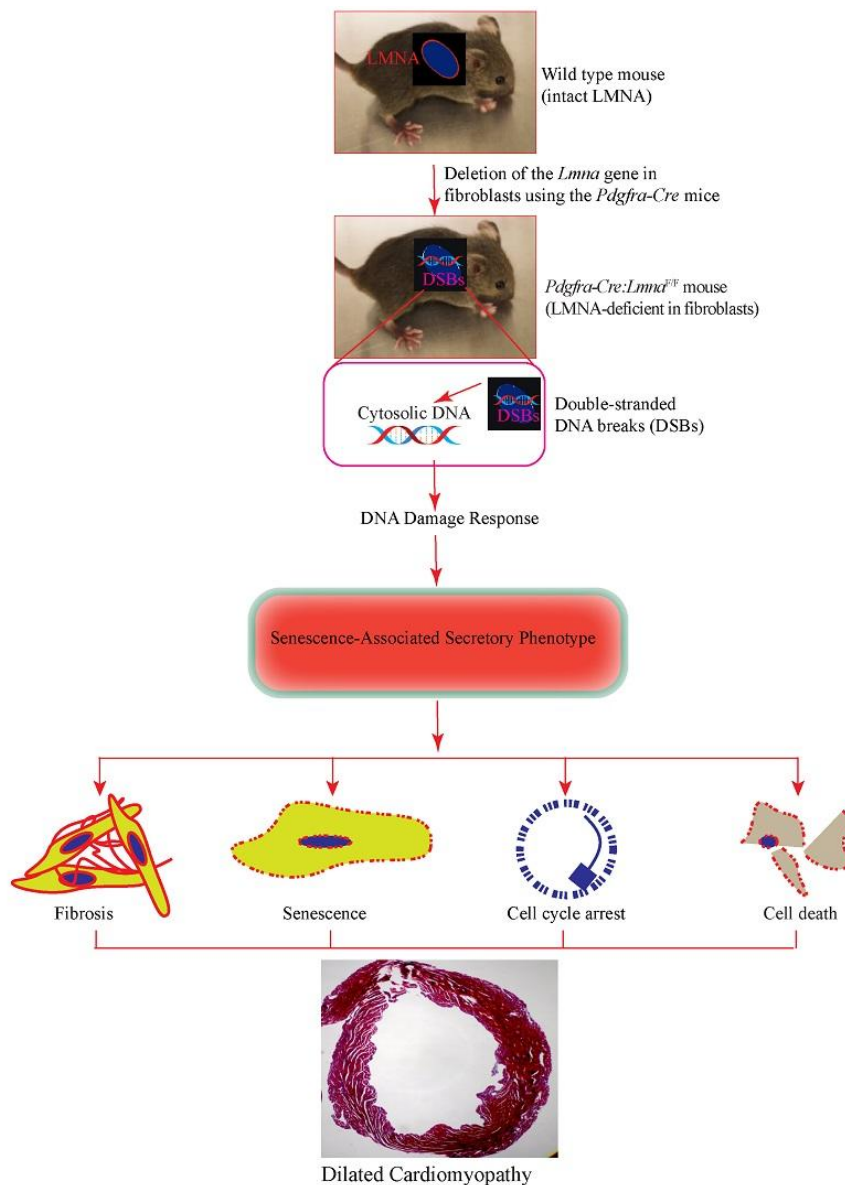 LMNA
Wild type mouse
(intact LMNA)
Deletion of the Lmna gene in
fibroblasts using the Pdgfra-Cre mice
DSBs
Pdgfra-Cre:Lmna^F/F mouse
(LMNA-deficient in fibroblasts)
DSBs
Cytosolic DNA
Double-stranded
DNA breaks (DSBs)
DNA Damage Response
Senescence-Associated Secretory Phenotype
Fibrosis
Senescence
Cell cycle arrest
Cell death
Dilated Cardiomyopathy